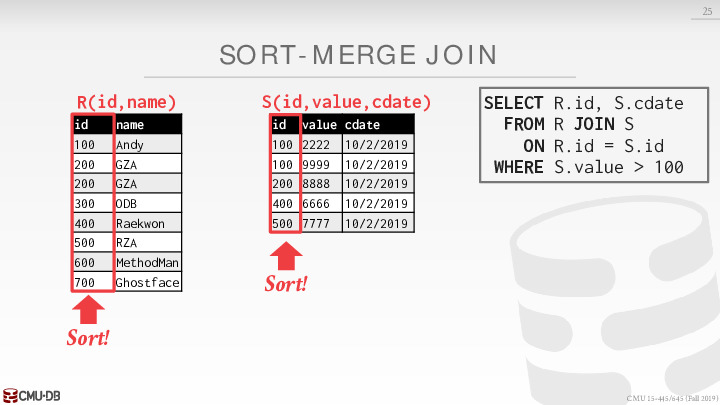 25
SORT-MERGE JOIN
R(id,name)
id name
100 Andy
200 GZA
200 GZA
300 ODB
400 Raekwon
500 RZA
600 MethodMan
700 Ghostface
Sort!
S(id,value,cdate)
id value cdate
100 2222 10/2/2019
100 9999 10/2/2019
200 8888 10/2/2019
400 6666 10/2/2019
500 7777 10/2/2019
Sort!
SELECT R.id, S.cdate
FROM R JOIN S
ON R.id = S.id
WHERE S.value > 100
CMU·DB
CMU 15-445/645 (Fall 2019)